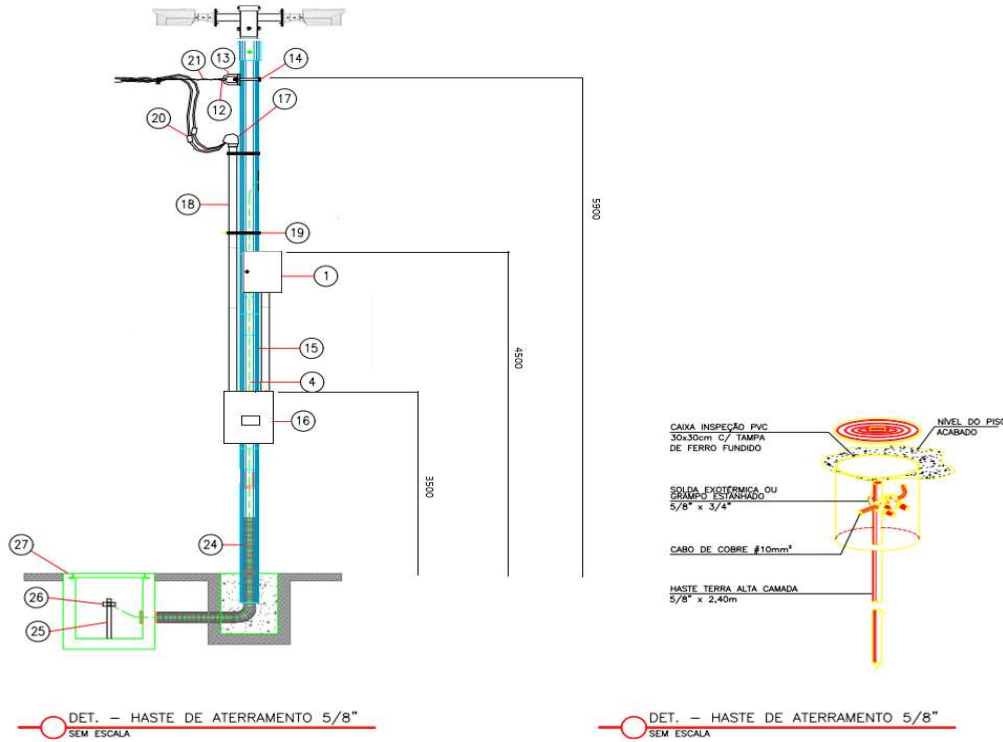 21
13
14
12
17
20
18
19
1
15
4
16
24
27
26
25
5900
4500
3500
CAIXA INSPEÇÃO PVC
30x30cm C/ TAMPA
DE FERRO FUNDIDO
NÍVEL DO PISO
ACABADO
SOLDA EXOTÉRMICA OU
GRAMPO ESTANHADO
5/8" x 3/4"
CABO DE COBRE #10mm²
HASTE TERRA ALTA CAMADA
5/8" x 2,40m
DET. – HASTE DE ATERRAMENTO 5/8"
SEM ESCALA
DET. – HASTE DE ATERRAMENTO 5/8"
SEM ESCALA